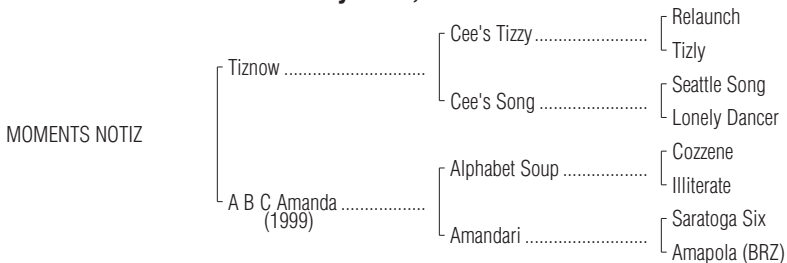 Relaunch
Cee's Tizzy..............................
Tizly
Tiznow .............................
Seattle Song
Cee's Song .......................
Lonely Dancer
MOMENTS NOTIZ
Cozzene
Alphabet Soup ..................
Illiterate
A B C Amanda ..................
(1999)
Saratoga Six
Amandari ..........................
Amapola (BRZ)